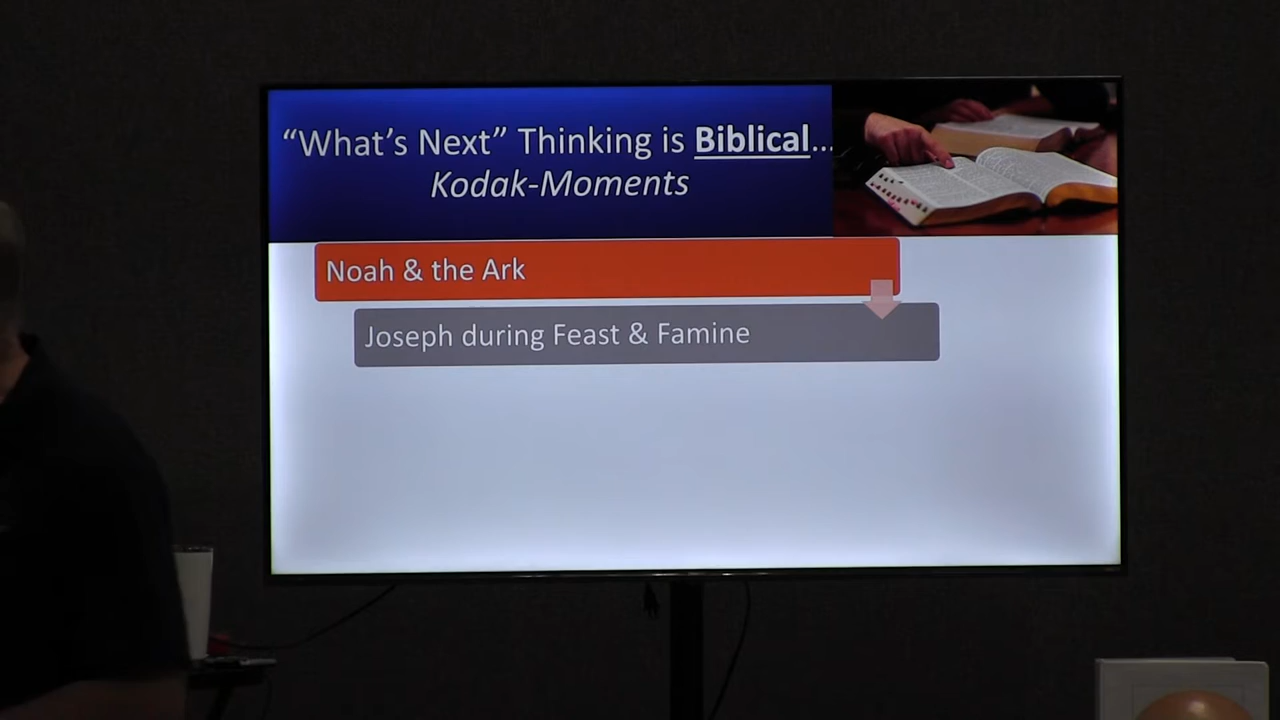 “What’s Next” Thinking is Biblical...
Kodak-Moments
Noah & the Ark
Joseph during Feast & Famine